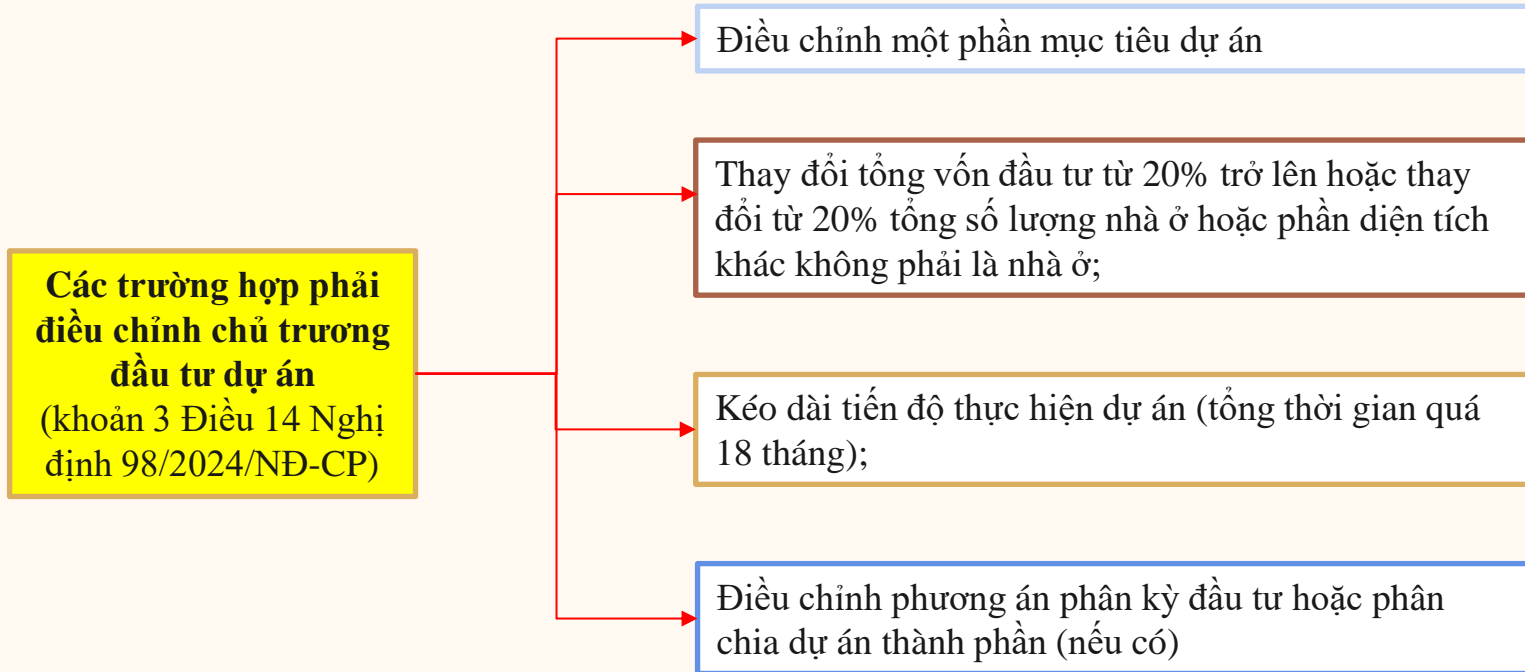 Các trường hợp phải
điều chỉnh chủ trương
đầu tư dự án
(khoản 3 Điều 14 Nghị
định 98/2024/NĐ-CP)
Điều chỉnh một phần mục tiêu dự án
Thay đổi tổng vốn đầu tư từ 20% trở lên hoặc thay
đổi từ 20% tổng số lượng nhà ở hoặc phần diện tích
khác không phải là nhà ở;
Kéo dài tiến độ thực hiện dự án (tổng thời gian quá
18 tháng);
Điều chỉnh phương án phân kỳ đầu tư hoặc phân
chia dự án thành phần (nếu có)